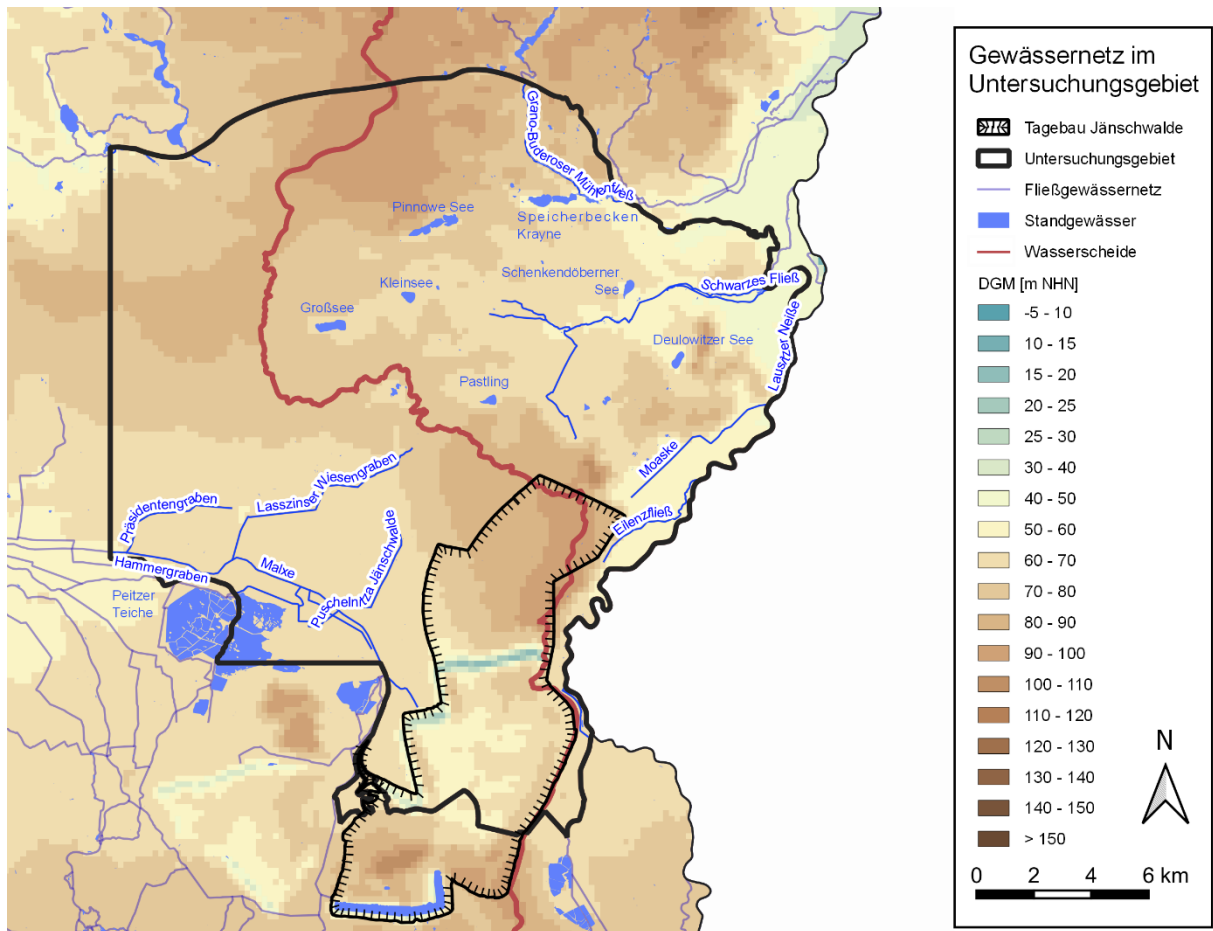 Grano-Buderoser Mühlenfließ
Pinnowe See
Speicherbecken
Krayne
Schenkendöberner
See
Schwarzes Fließ
Kleinsee
Großsee
Lausitzer Neiße
Deulowitzer See
Pastling
Moaske
Lasszinser Wiesengraben
Präsidentengraben
Eilenzfließ
Hammergraben
Malxe
Puschelnitza Jänschwalde
Peitzer
Teiche
Gewässernetz im
Untersuchungsgebiet
Tagebau Jänschwalde
Untersuchungsgebiet
Fließgewässernetz
Standgewässer
Wasserscheide
DGM [m NHN]
-5 - 10
10 - 15
15 - 20
20 - 25
25 - 30
30 - 40
40 - 50
50 - 60
60 - 70
70 - 80
80 - 90
90 - 100
100 - 110
110 - 120
120 - 130
130 - 140
140 - 150
> 150
N
0 2 4 6 km